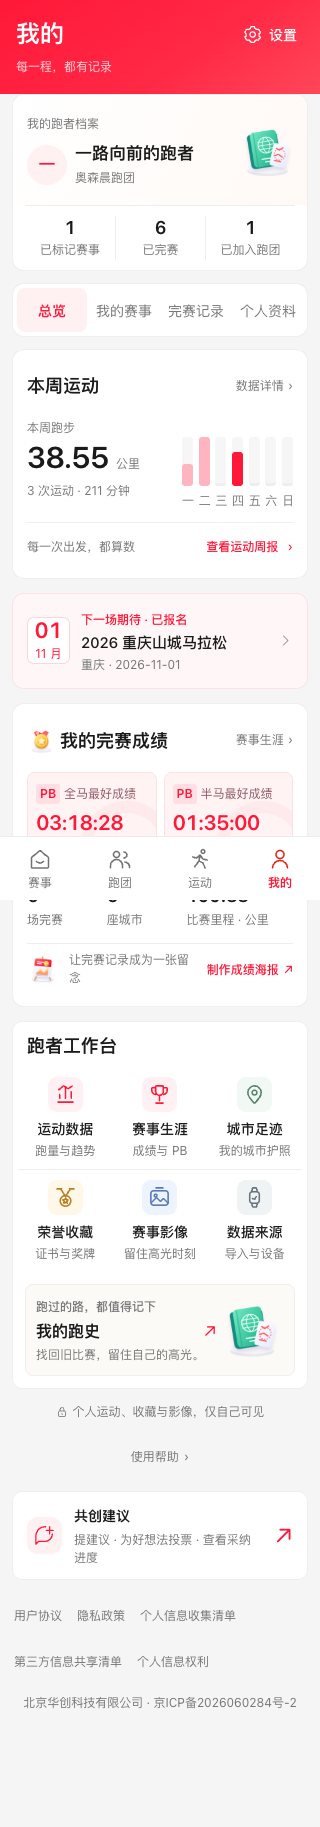 我的
设置
每一程，都有记录
我的跑者档案
一
一路向前的跑者
奥森晨跑团
1
6
1
已标记赛事
已完赛
已加入跑团
总览
我的赛事
完赛记录
个人资料
本周运动
数据详情 ›
本周跑步
38.55 公里
3 次运动 · 211 分钟
一 二 三 四 五 六 日
每一次出发，都算数
查看运动周报 ›
01
11 月
下一场期待 · 已报名
2026 重庆山城马拉松
重庆 · 2026-11-01
我的完赛成绩
赛事生涯 ›
PB 全马最好成绩
03:18:28
PB 半马最好成绩
01:35:00
赛事
跑团
运动
我的
场完赛
座城市
比赛里程 · 公里
让完赛记录成为一张留
念
制作成绩海报
跑者工作台
运动数据
跑量与趋势
赛事生涯
成绩与 PB
城市足迹
我的城市护照
荣誉收藏
证书与奖牌
赛事影像
留住高光时刻
数据来源
导入与设备
跑过的路，都值得记下
我的跑史
找回旧比赛，留住自己的高光。
个人运动、收藏与影像，仅自己可见
使用帮助 ›
共创建议
提建议 · 为好想法投票 · 查看采纳
进度
用户协议
隐私政策
个人信息收集清单
第三方信息共享清单
个人信息权利
北京华创科技有限公司 · 京ICP备2026060284号-2